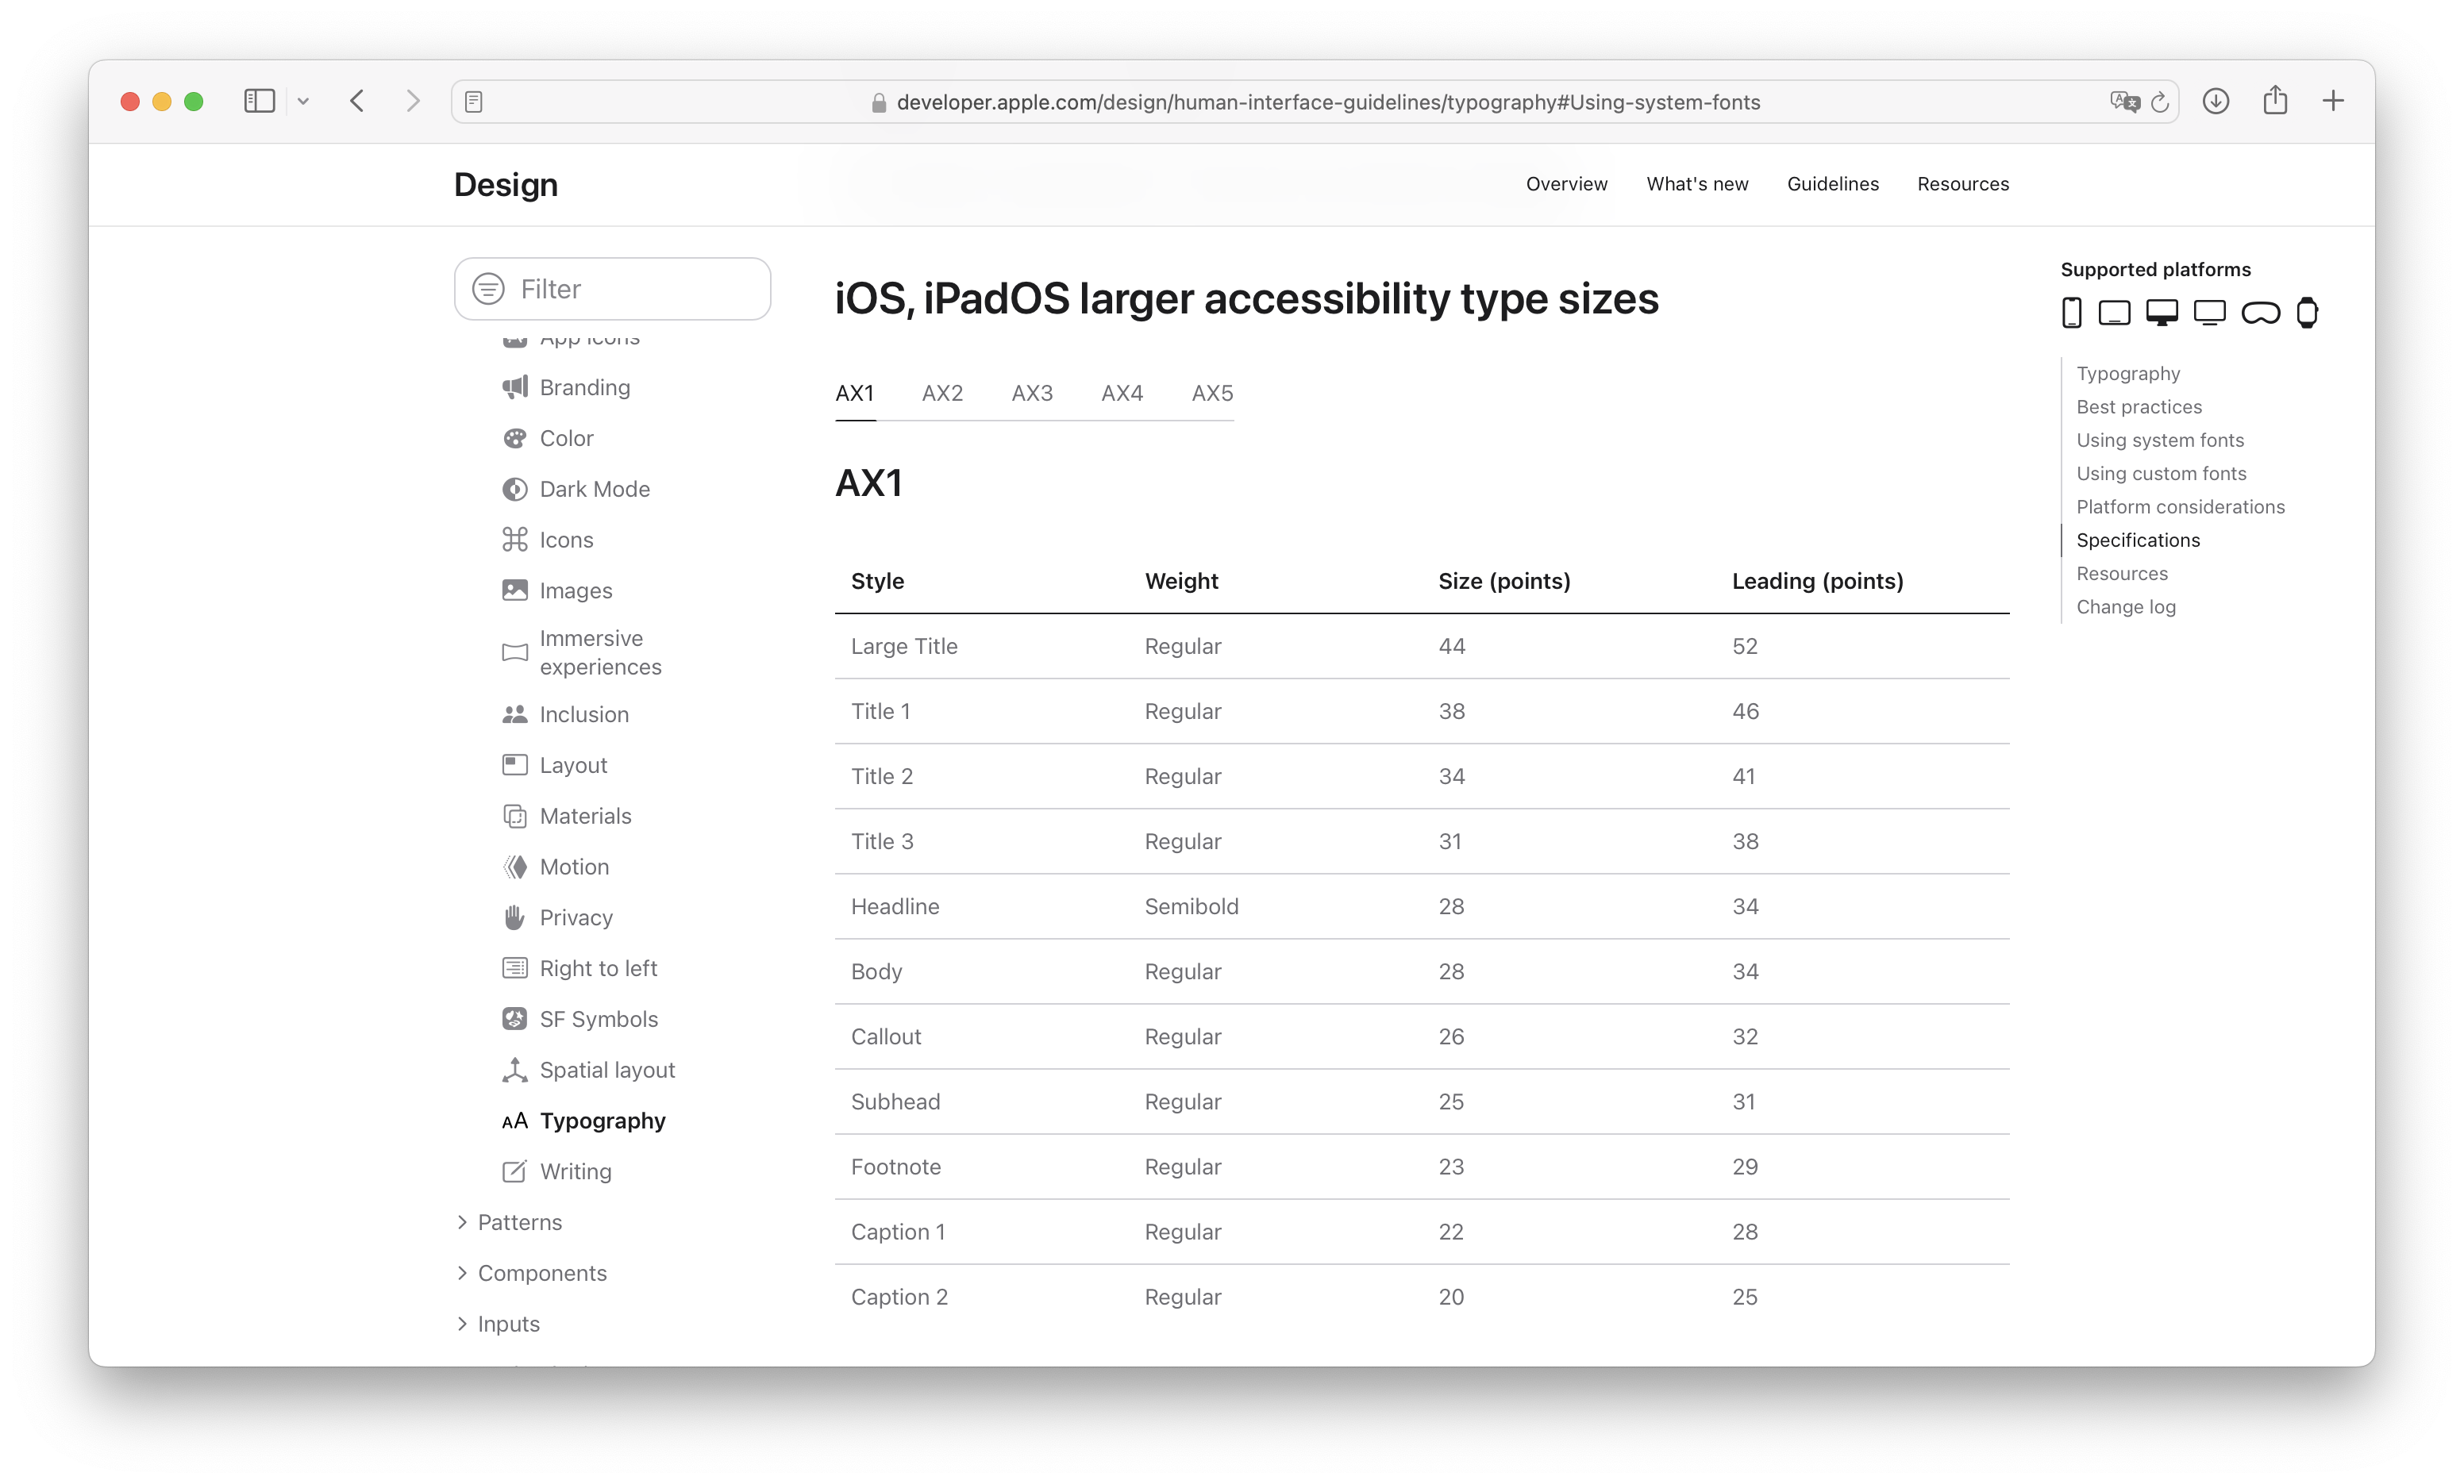 developer.apple.com/design/human-interface-guidelines/typography#Using-system-fonts
Design
Overview What's new Guidelines Resources
Filter
App Icons
Branding
Color
Dark Mode
Icons
Images
Immersive
experiences
Inclusion
Layout
Materials
Motion
Privacy
Right to left
SF Symbols
Spatial layout
AA Typography
Writing
Patterns
Components
Inputs
iOS, iPadOS larger accessibility type sizes
AX1 AX2 AX3 AX4 AX5
AX1
Style Weight Size (points) Leading (points)
Large Title Regular 44 52
Title 1 Regular 38 46
Title 2 Regular 34 41
Title 3 Regular 31 38
Headline Semibold 28 34
Body Regular 28 34
Callout Regular 26 32
Subhead Regular 25 31
Footnote Regular 23 29
Caption 1 Regular 22 28
Caption 2 Regular 20 25
Supported platforms
Typography
Best practices
Using system fonts
Using custom fonts
Platform considerations
Specifications
Resources
Change log